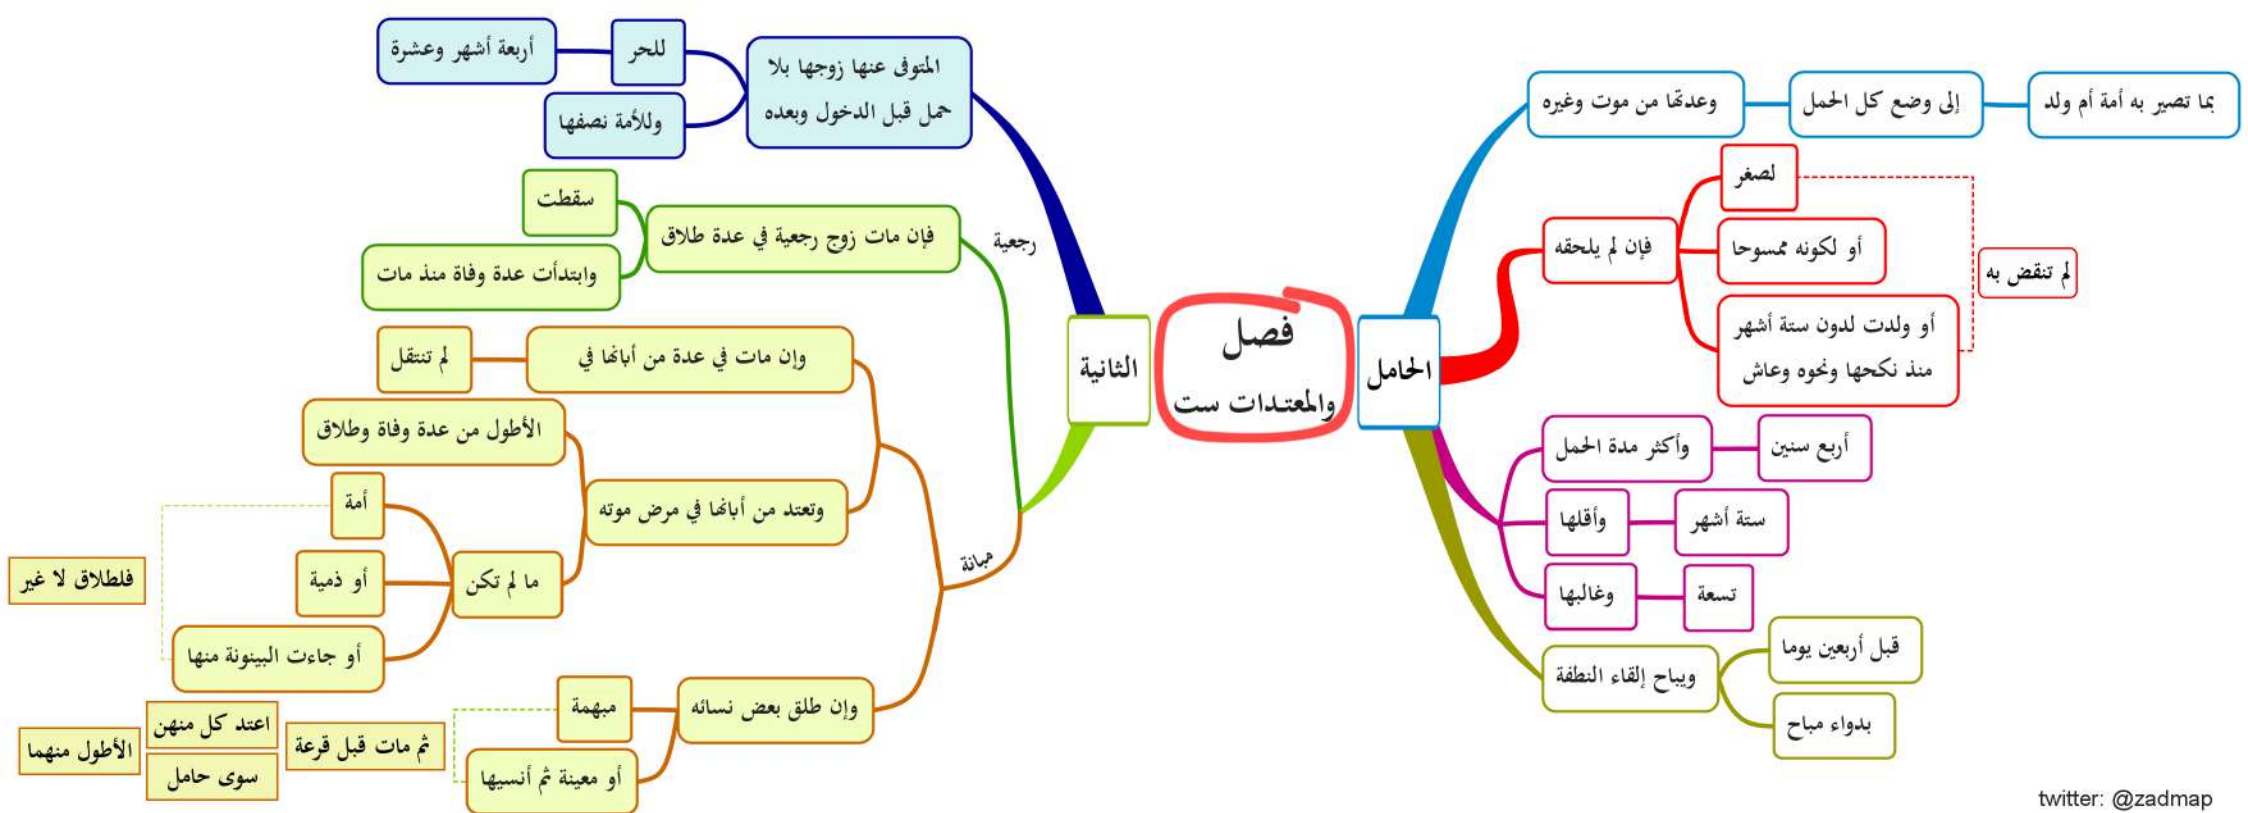 فصل
والمعتدات ست
الحامل
وعدتها من موت وغيره
إلى وضع كل الحمل
بما تصير به أمة أم ولد
فإن لم يلحقه
لصغر
أو لكونه ممسوحا
أو ولدت لدون ستة أشهر
منذ نكحها ونحوه وعاش
لم تنقض به
وأكثر مدة الحمل
أربع سنين
وأقلها
ستة أشهر
وغالبها
تسعة
ويباح إلقاء النطفة
قبل أربعين يوما
بدواء مباح
الثانية
المتوفى عنها زوجها بلا
حمل قبل الدخول وبعده
للحر
أربعة أشهر وعشرة
وللأمة نصفها
رجعية
فإن مات زوج رجعية في عدة طلاق
سقطت
وابتدأت عدة وفاة منذ مات
مبانة
وإن مات في عدة من أبانها في
لم تنتقل
وتعتد من أبانها في مرض موته
الأطول من عدة وفاة وطلاق
ما لم تكن
أمة
أو ذمية
أو جاءت البينونة منها
فلطلاق لا غير
وإن طلق بعض نسائه
مبهمة
أو معينة ثم أنسيها
ثم مات قبل قرعة
اعتد كل منهن
سوى حامل
الأطول منهما
twitter: @zadmap